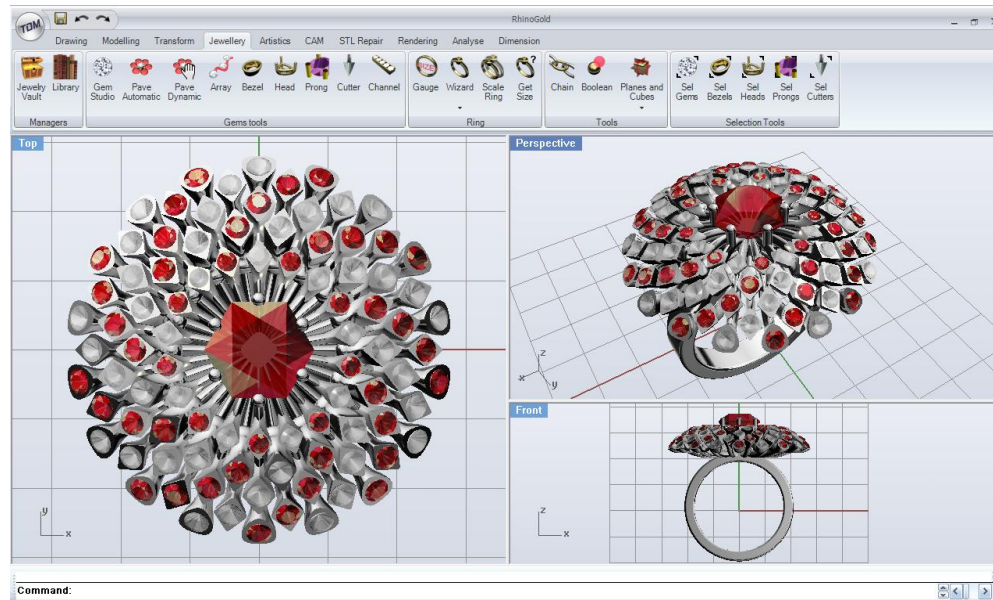 RhinoGold
TDM
Drawing Modelling Transform Jewellery Artistics CAM STL Repair Rendering Analyse Dimension
Jewelry Vault Library Gem Studio Pave Automatic Pave Dynamic Array Bezel Head Prong Cutter Channel Gauge Wizard Scale Ring Get Size Chain Boolean Planes and Cubes Sel Gems Sel Bezels Sel Heads Sel Prongs Sel Cutters
SIZE ?
Managers Gems tools Ring Tools Selection Tools
Top Perspective
z
x y
Front
y z
x x
Command: